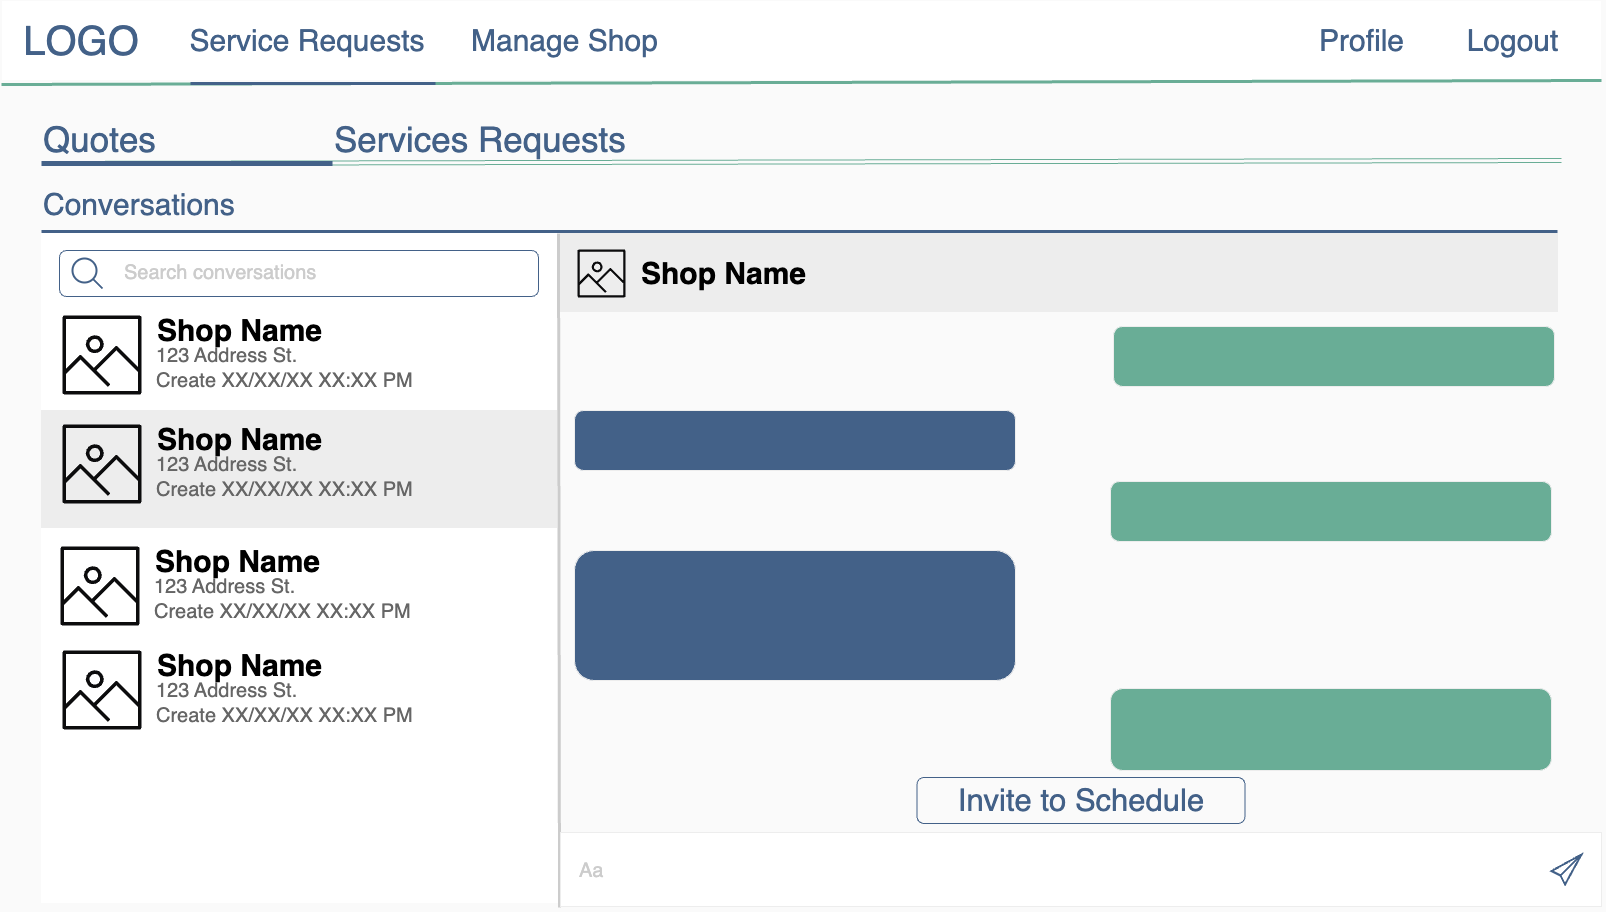 LOGO Service Requests Manage Shop Profile Logout
Quotes Services Requests
Conversations
Search conversations
Shop Name
123 Address St.
Create XX/XX/XX XX:XX PM
Shop Name
123 Address St.
Create XX/XX/XX XX:XX PM
Shop Name
123 Address St.
Create XX/XX/XX XX:XX PM
Shop Name
123 Address St.
Create XX/XX/XX XX:XX PM
Shop Name
Invite to Schedule
Aa